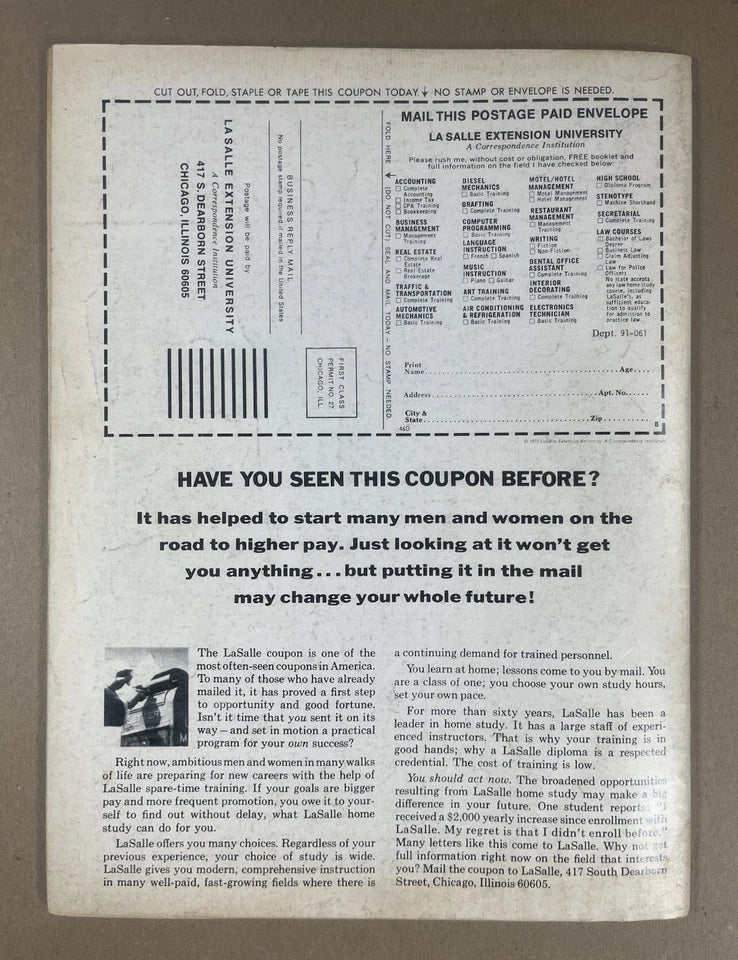 CUT OUT, FOLD, STAPLE OR TAPE THIS COUPON TODAY. ↓ NO STAMP OR ENVELOPE IS NEEDED.
Postage will be paid by
LA SALLE EXTENSION UNIVERSITY
A Correspondence Institution
417 S. DEARBORN STREET
CHICAGO, ILLINOIS 60605
BUSINESS REPLY MAIL
No postage stamp required if mailed in the United States
FIRST CLASS
PERMIT NO. 27
CHICAGO, ILL.
FOLD HERE (DO NOT CUT) SEAL AND MAIL TODAY – NO STAMP NEEDED
MAIL THIS POSTAGE PAID ENVELOPE
LA SALLE EXTENSION UNIVERSITY
A Correspondence Institution
Please rush me, without cost or obligation, FREE booklet and
full information on the field I have checked below:
ACCOUNTING
Complete
Accounting
Income Tax
CPA Training
Bookkeeping
BUSINESS
MANAGEMENT
Management
Training
REAL ESTATE
Complete Real
Estate
Real Estate
Brokerage
TRAFFIC &
TRANSPORTATION
Complete Training
AUTOMOTIVE
MECHANICS
Basic Training
DIESEL
MECHANICS
Basic Training
DRAFTING
Complete Training
COMPUTER
PROGRAMMING
Basic Training
LANGUAGE
INSTRUCTION
French Spanish
MUSIC
INSTRUCTION
Piano Guitar
ART TRAINING
Complete Training
AIR CONDITIONING
& REFRIGERATION
Basic Training
MOTEL/HOTEL
MANAGEMENT
Motel Management
Hotel Management
RESTAURANT
MANAGEMENT
Management
Training
WRITING
Fiction
Non-Fiction
DENTAL OFFICE
ASSISTANT
Complete Training
INTERIOR
DECORATING
Complete Training
ELECTRONICS
TECHNICIAN
Basic Training
HIGH SCHOOL
Diploma Program
STENOTYPE
Machine Shorthand
SECRETARIAL
Complete Training
LAW COURSES
Bachelor of Laws
Degree
Business Law
Claim Adjusting
Law
Law for Police
Officers
No state accepts
any law home study
course, including
LaSalle's, as
sufficient educa-
tion to qualify
for admission to
practice law.
Dept. 91-061
Print
Name Age
Address Apt. No.
City &
State Zip
460
8
© 1972 LaSalle Extension University, A Correspondence Institution
HAVE YOU SEEN THIS COUPON BEFORE?
It has helped to start many men and women on the
road to higher pay. Just looking at it won't get
you anything...but putting it in the mail
may change your whole future!
The LaSalle coupon is one of the
most often-seen coupons in America.
To many of those who have already
mailed it, it has proved a first step
to opportunity and good fortune.
Isn't it time that you sent it on its
way – and set in motion a practical
program for your own success?
Right now, ambitious men and women in many walks
of life are preparing for new careers with the help of
LaSalle spare-time training. If your goals are bigger
pay and more frequent promotion, you owe it to your-
self to find out without delay, what LaSalle home
study can do for you.
LaSalle offers you many choices. Regardless of your
previous experience, your choice of study is wide.
LaSalle gives you modern, comprehensive instruction
in many well-paid, fast-growing fields where there is
a continuing demand for trained personnel.
You learn at home; lessons come to you by mail. You
are a class of one; you choose your own study hours,
set your own pace.
For more than sixty years, LaSalle has been a
leader in home study. It has a large staff of experi-
enced instructors. That is why your training is in
good hands; why a LaSalle diploma is a respected
credential. The cost of training is low.
You should act now. The broadened opportunities
resulting from LaSalle home study may make a big
difference in your future. One student reports: "I
received a $2,000 yearly increase since enrollment with
LaSalle. My regret is that I didn't enroll before."
Many letters like this come to LaSalle. Why not get
full information right now on the field that interests
you? Mail the coupon to LaSalle, 417 South Dearborn
Street, Chicago, Illinois 60605.